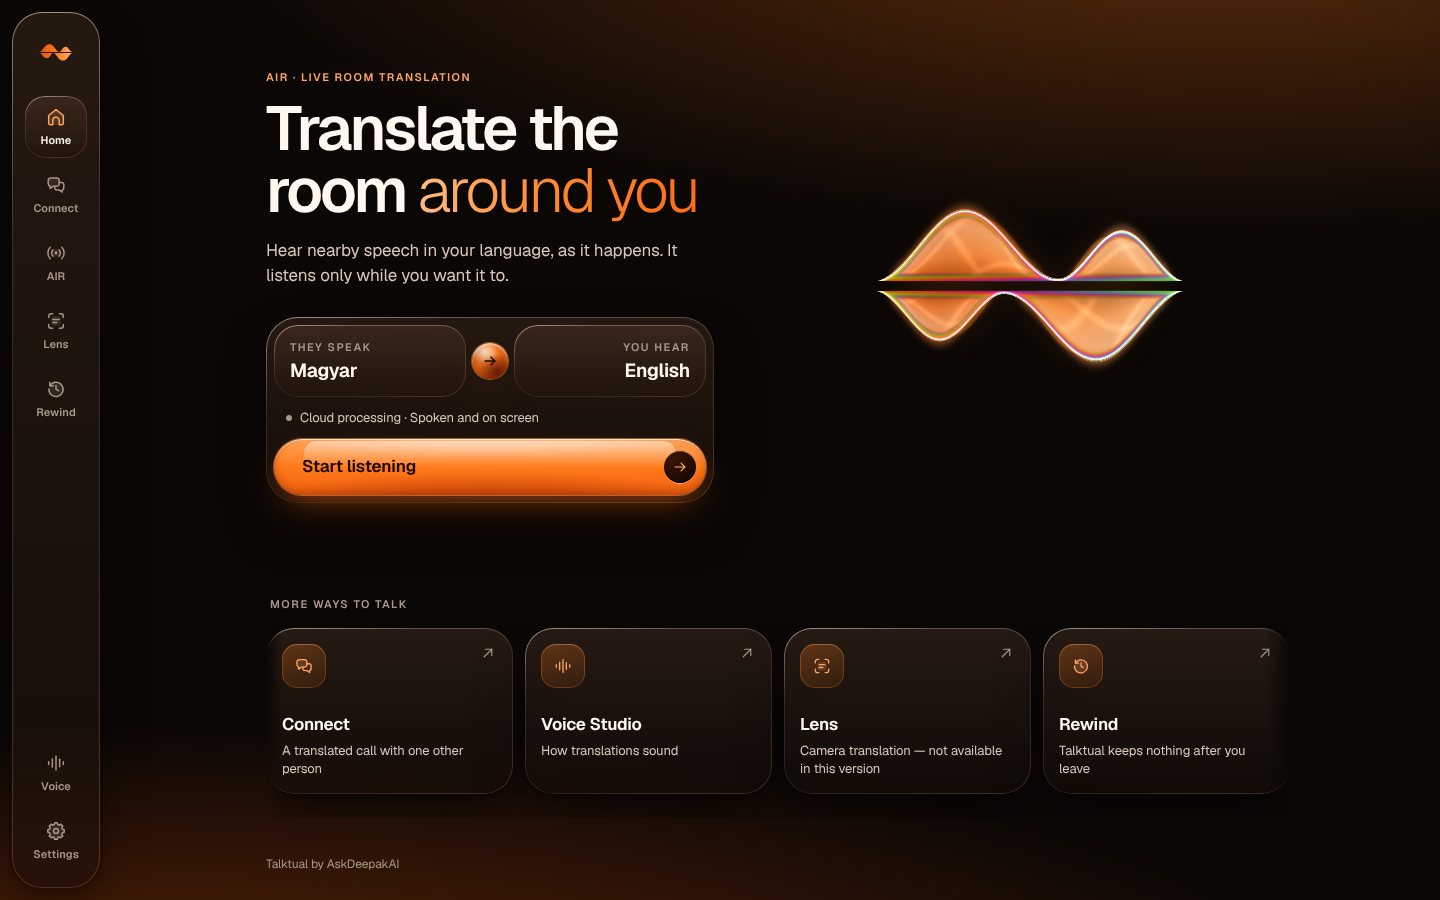 Home
Connect
AIR
Lens
Rewind
Voice
Settings
AIR · LIVE ROOM TRANSLATION
Translate the
room around you
Hear nearby speech in your language, as it happens. It
listens only while you want it to.
THEY SPEAK
Magyar
YOU HEAR
English
Cloud processing · Spoken and on screen
Start listening
MORE WAYS TO TALK
Connect
A translated call with one other
person
Voice Studio
How translations sound
Lens
Camera translation — not available
in this version
Rewind
Talktual keeps nothing after you
leave
Talktual by AskDeepakAI